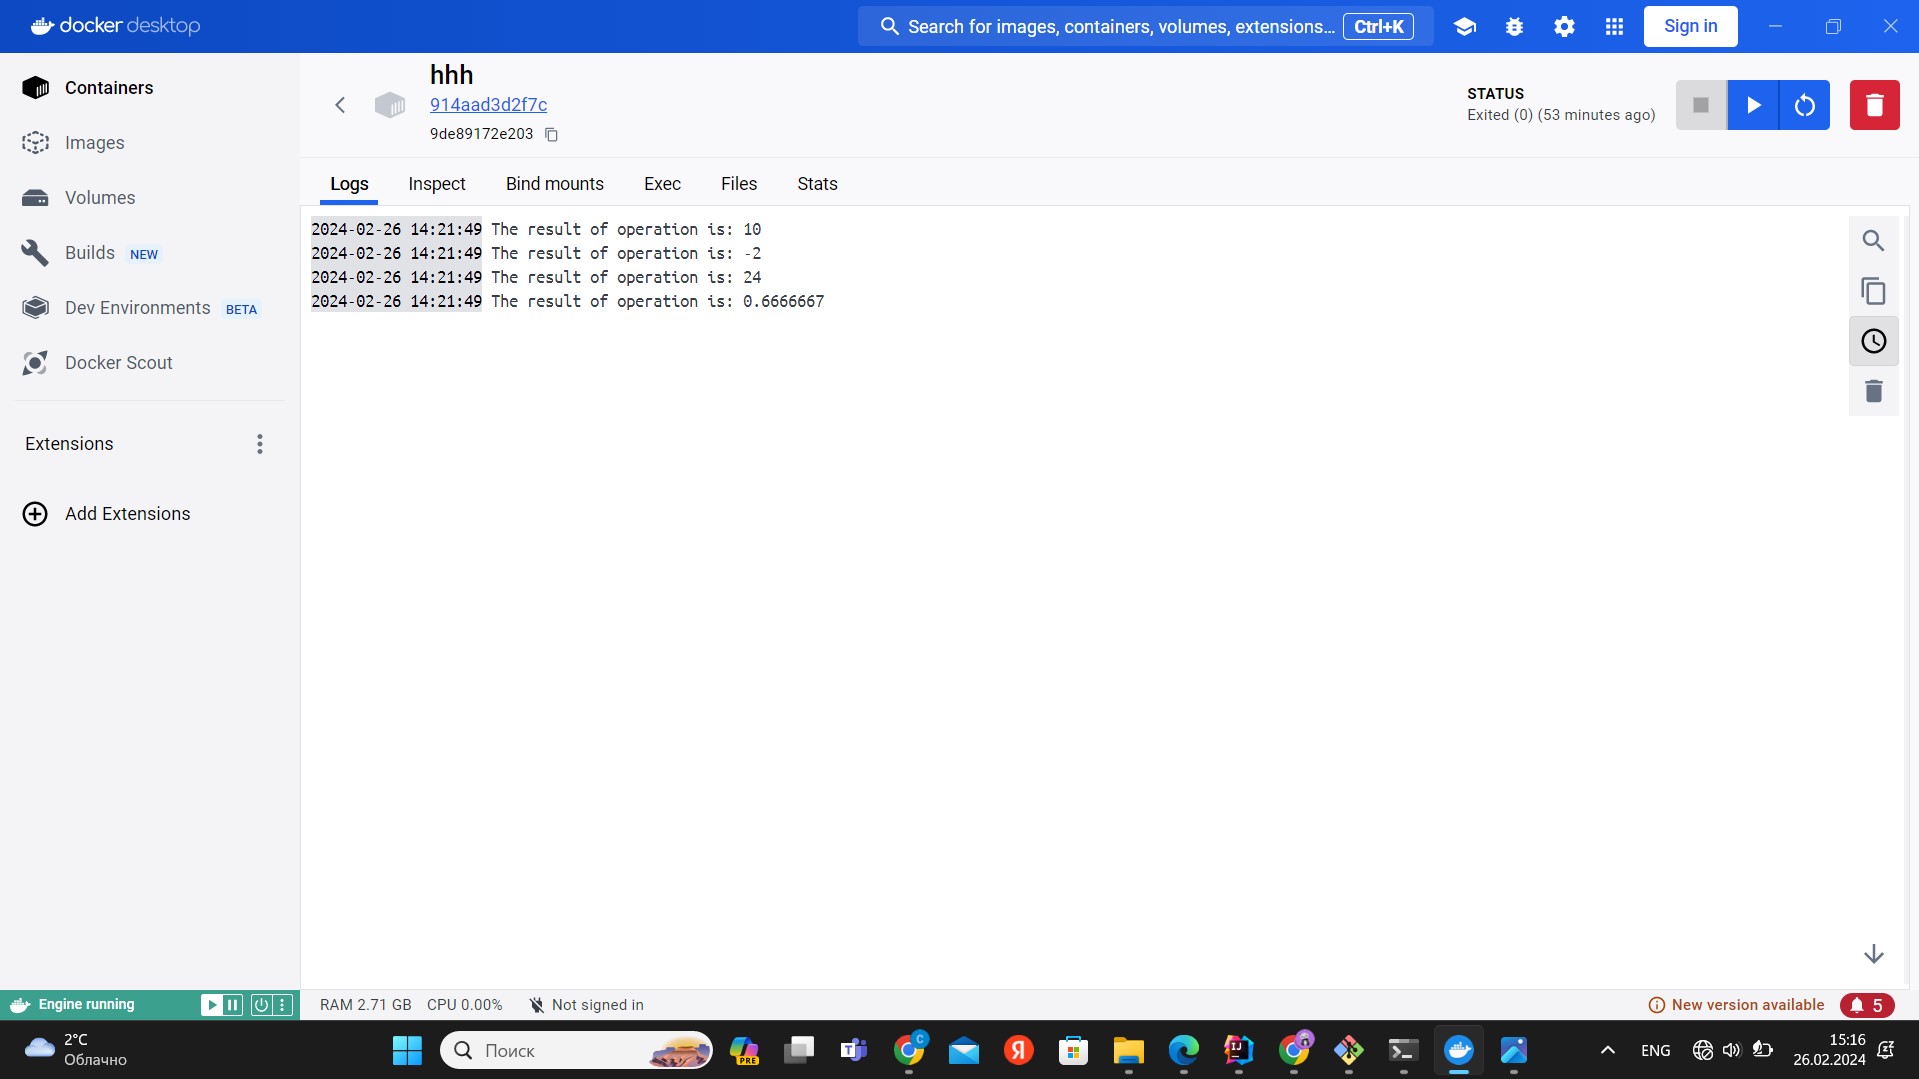 docker desktop
Search for images, containers, volumes, extensions... Ctrl+K
Sign in
Containers
Images
Volumes
Builds NEW
Dev Environments BETA
Docker Scout
Extensions
Add Extensions
hhh
914aad3d2f7c
9de89172e203
STATUS
Exited (0) (53 minutes ago)
Logs Inspect Bind mounts Exec Files Stats
2024-02-26 14:21:49 The result of operation is: 10
2024-02-26 14:21:49 The result of operation is: -2
2024-02-26 14:21:49 The result of operation is: 24
2024-02-26 14:21:49 The result of operation is: 0.6666667
Engine running
RAM 2.71 GB CPU 0.00% Not signed in
New version available 5
2°C
Облачно
Поиск
PRE
C
Я
ENG
15:16
26.02.2024